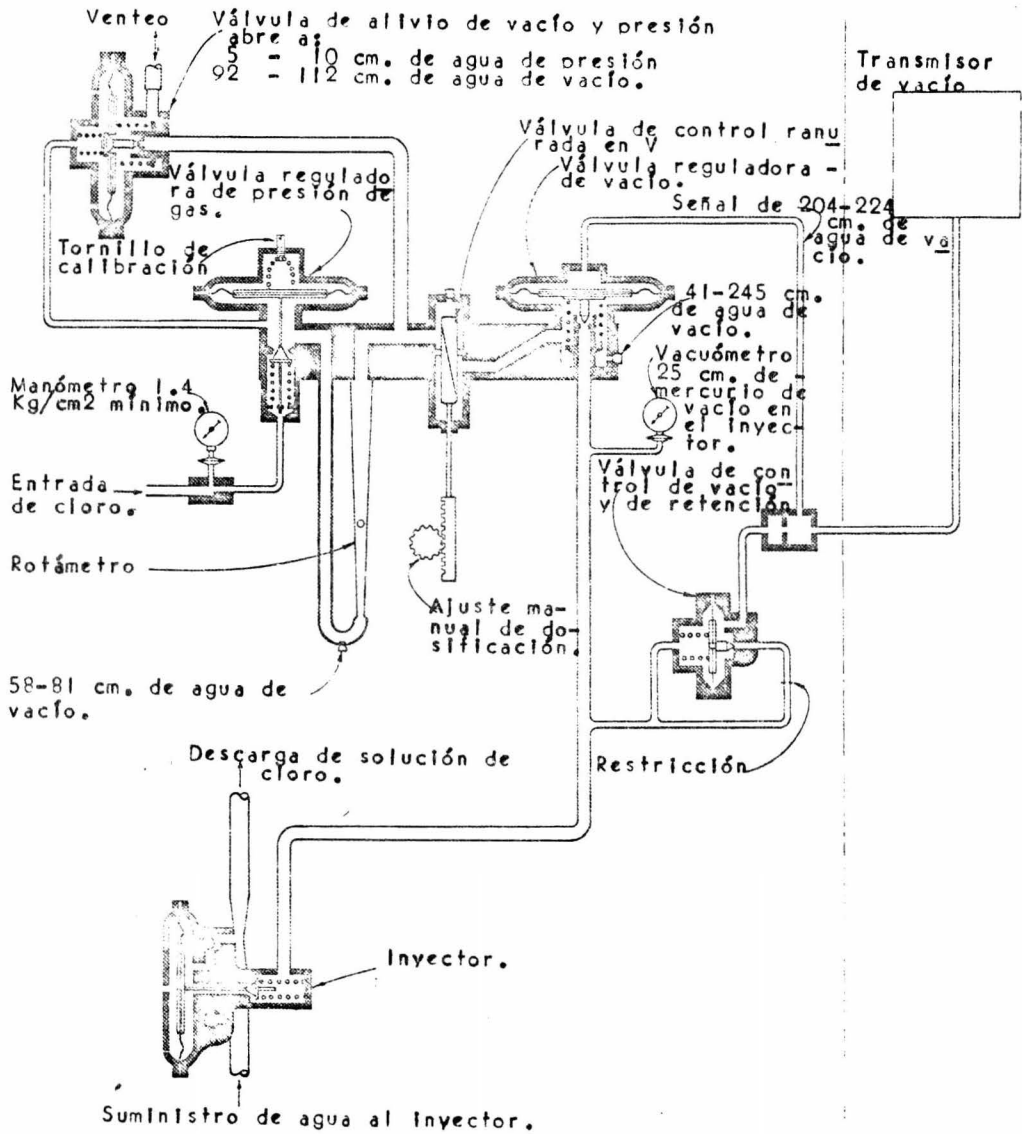 Venteo
Válvula de alivio de vacío y presión
abre a:
5 - 10 cm. de agua de presión
92 - 112 cm. de agua de vacío.
Transmisor
de vacío
Válvula de control ranu
rada en V
Válvula reguladora -
de vacío.
Señal de 204-224
cm. de
agua de va
cío.
Válvula regulado
ra de presión de
gas.
Tornillo de
calibración
41-245 cm.
de agua de
vacío.
Vacuómetro
25 cm. de -
mercurio de
vacío en
el inyec-
tor.
Manómetro 1.4
Kg/cm2 mínimo.
Válvula de con
trol de vacío
y de retención
Entrada
de cloro.
Rotámetro
Ajuste ma-
nual de do-
sificación.
58-81 cm. de agua de
vacío.
Restricción
Descarga de solución de
cloro.
Inyector.
Suministro de agua al inyector.